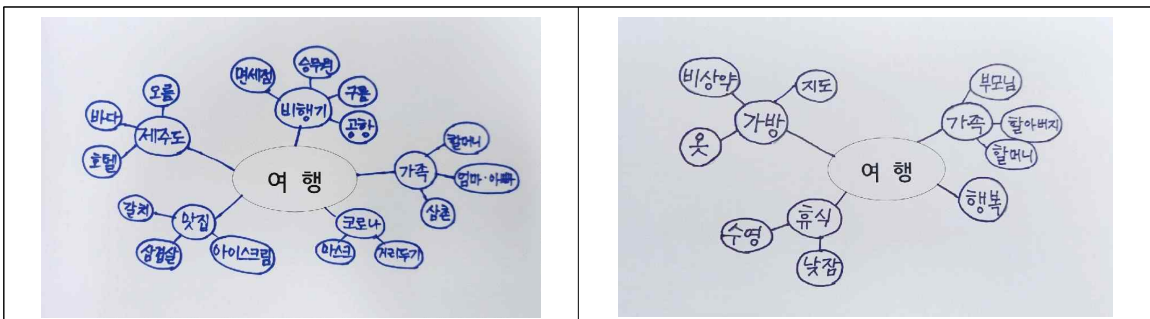 여 행
비행기
면세점
승무원
구름
공항
제주도
오름
바다
호텔
가족
할머니
엄마·아빠
삼촌
맛집
갈치
삼겹살
아이스크림
코로나
마스크
거리두기
여 행
가방
비상약
지도
옷
가족
부모님
할아버지
할머니
행복
휴식
수영
낮잠